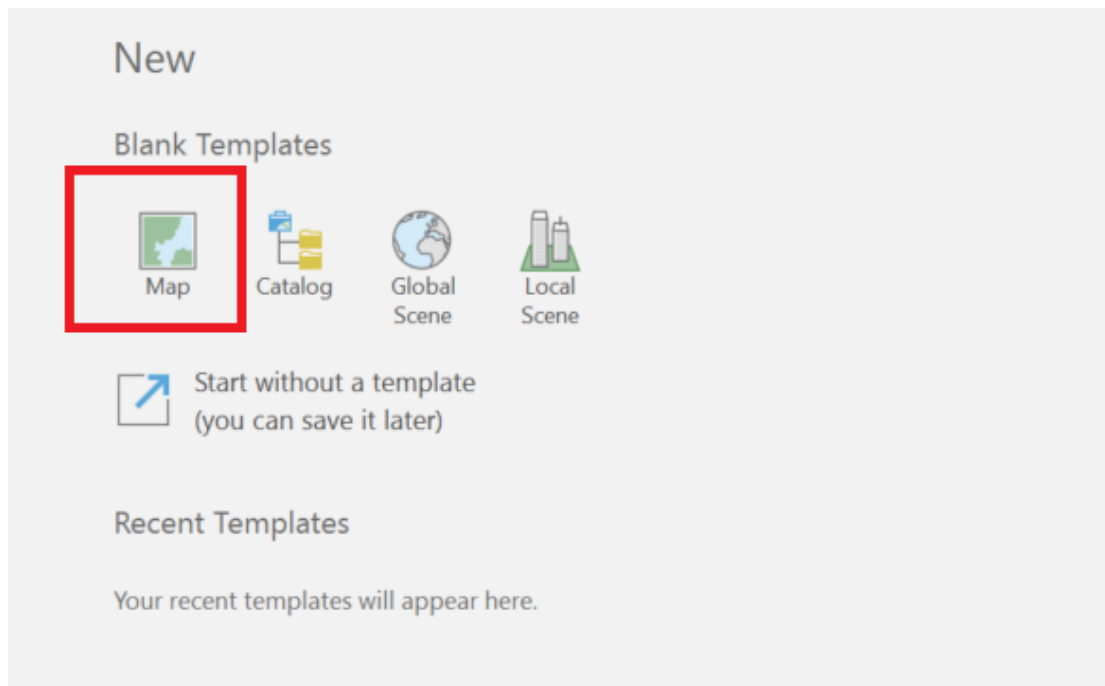 New
Blank Templates
Map
Catalog
Global
Scene
Local
Scene
Start without a template
(you can save it later)
Recent Templates
Your recent templates will appear here.